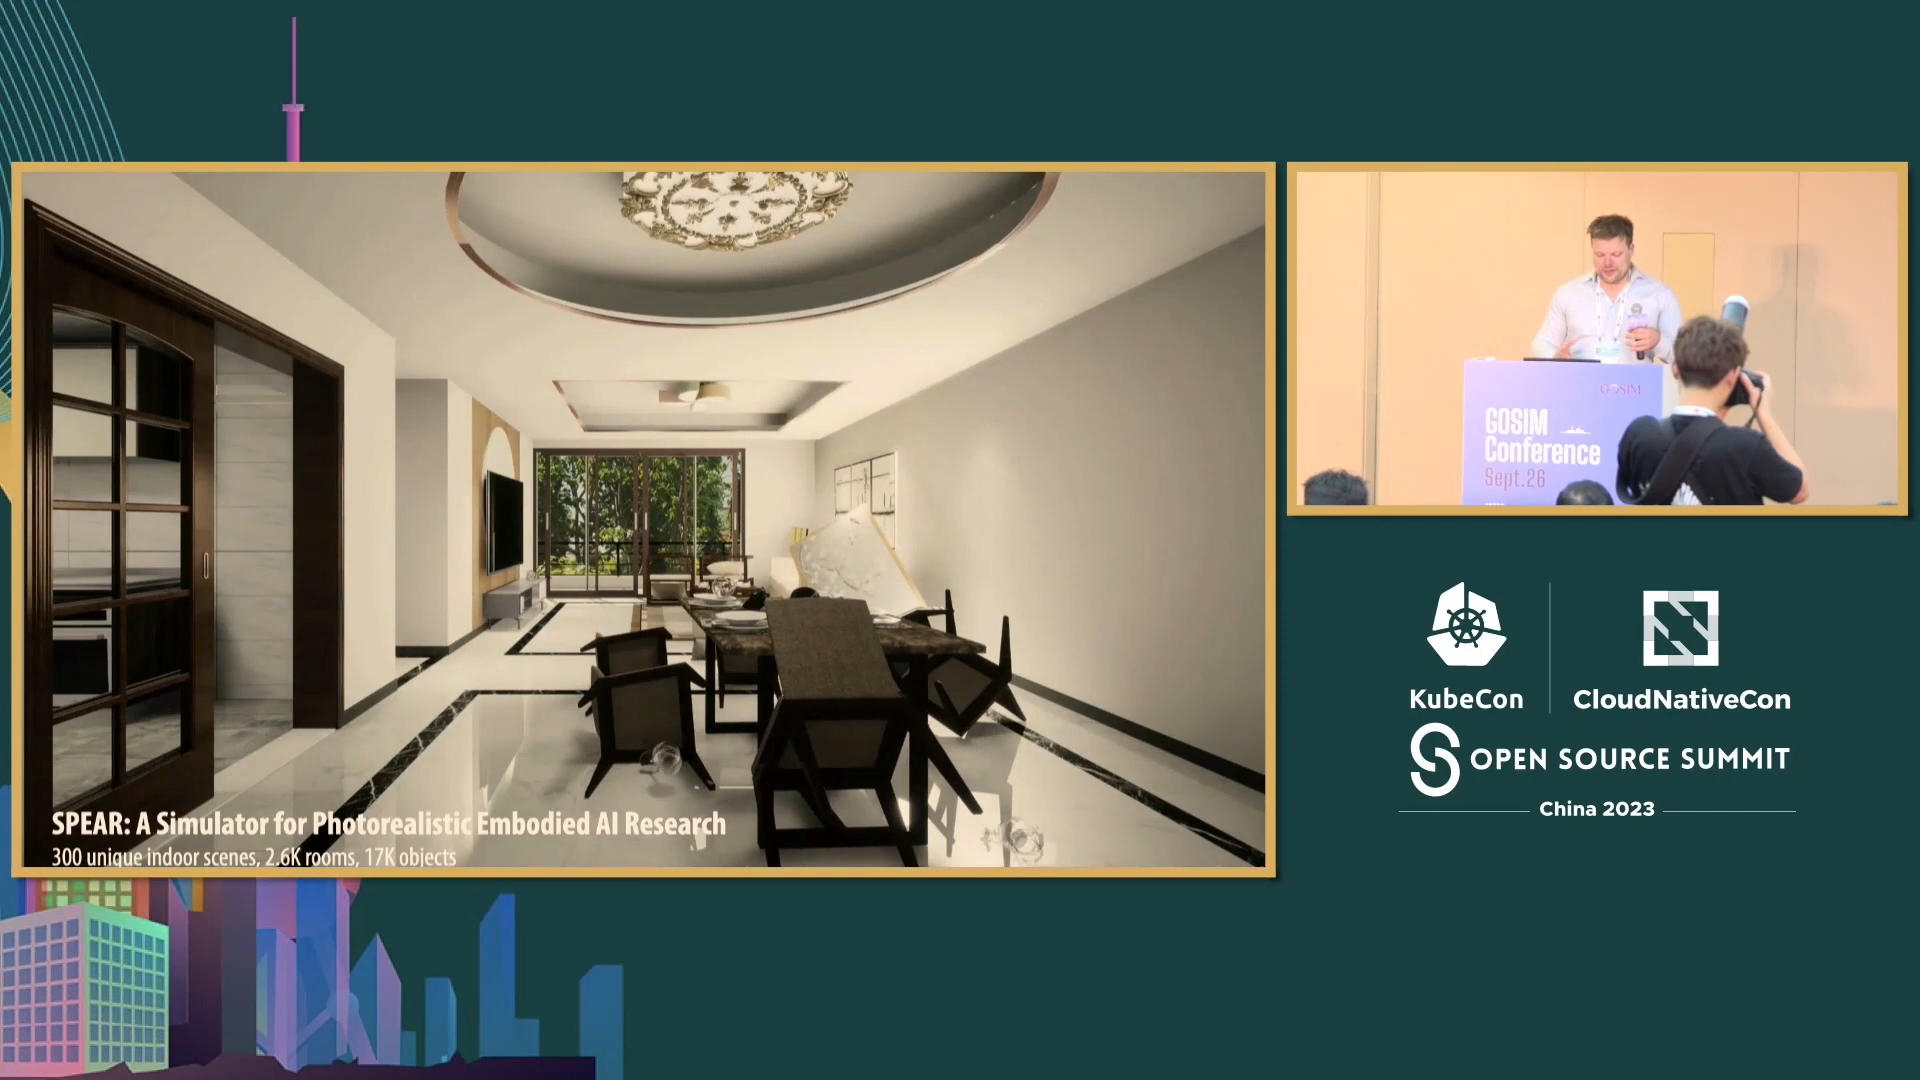 SPEAR: A Simulator for Photorealistic Embodied AI Research
300 unique indoor scenes, 2.6K rooms, 17K objects
GOSIM
GOSIM
Conference
Sept.26
KubeCon
CloudNativeCon
OPEN SOURCE SUMMIT
China 2023